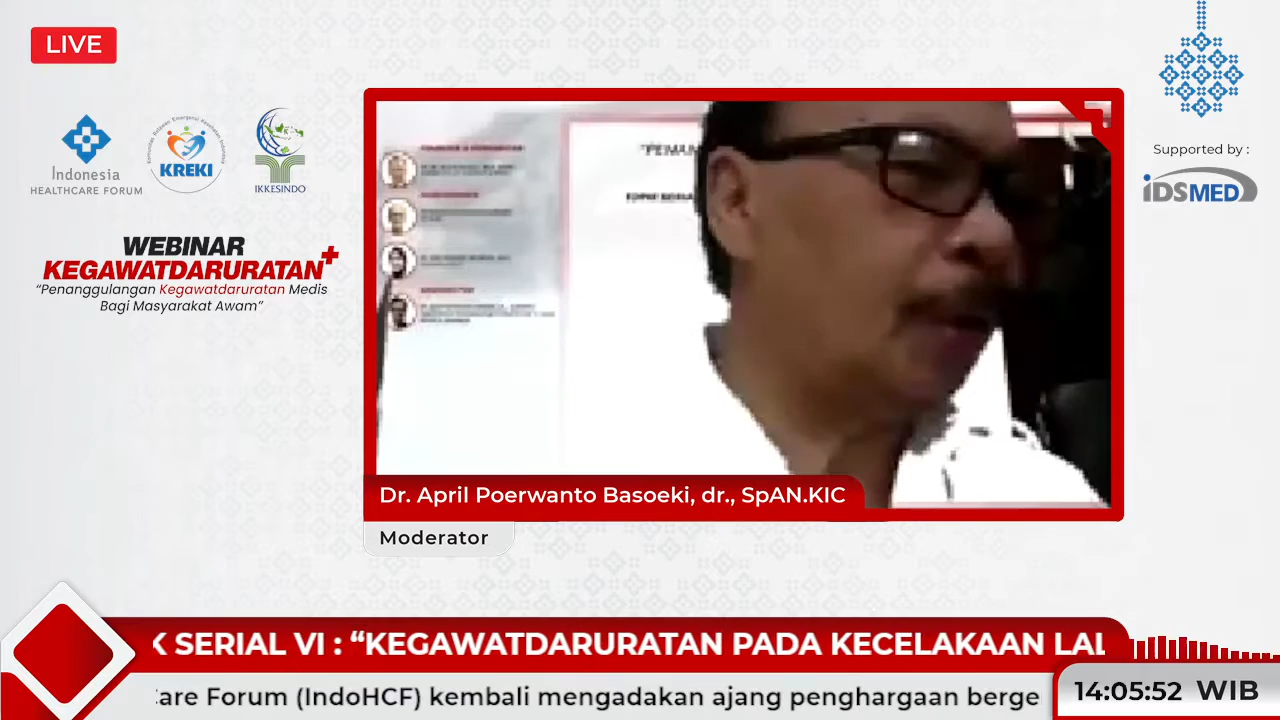 LIVE
Indonesia
HEALTHCARE FORUM
KREKI
IKKESINDO
WEBINAR
KEGAWATDARURATAN+
“Penanggulangan Kegawatdaruratan Medis
Bagi Masyarakat Awam”
Supported by :
iDSMED
"PEMAN
Dr. April Poerwanto Basoeki, dr., SpAN.KIC
Moderator
K SERIAL VI : “KEGAWATDARURATAN PADA KECELAKAAN LAL
are Forum (IndoHCF) kembali mengadakan ajang penghargaan berge
14:05:52 WIB